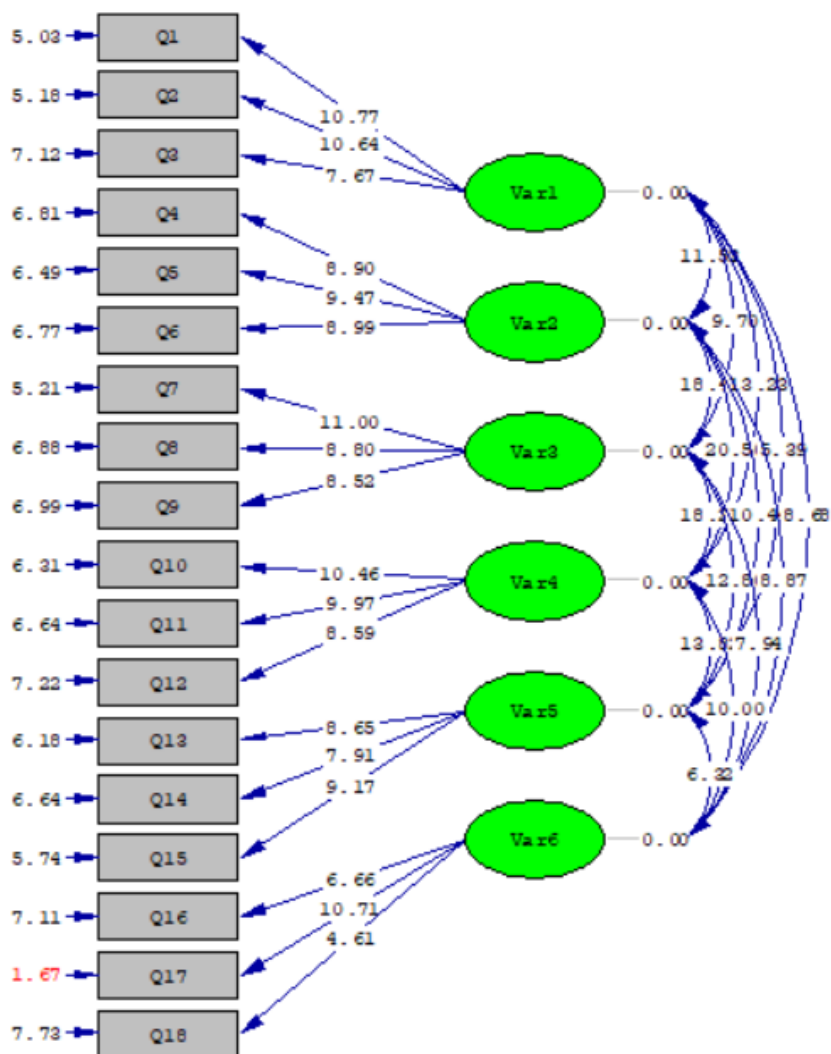 5.03 Q1
5.18 Q2
7.12 Q3
6.81 Q4
6.49 Q5
6.77 Q6
5.21 Q7
6.88 Q8
6.99 Q9
6.31 Q10
6.64 Q11
7.22 Q12
6.18 Q13
6.64 Q14
5.74 Q15
7.11 Q16
1.67 Q17
7.73 Q18
10.77
10.64
7.67
8.90
9.47
8.99
11.00
8.80
8.52
10.46
9.97
8.59
8.65
7.91
9.17
6.66
10.71
4.61
Var1 0.00
Var2 0.00
Var3 0.00
Var4 0.00
Var5 0.00
Var6 0.00
9.70
13.23
8.68
8.87
7.94
10.00
6.32